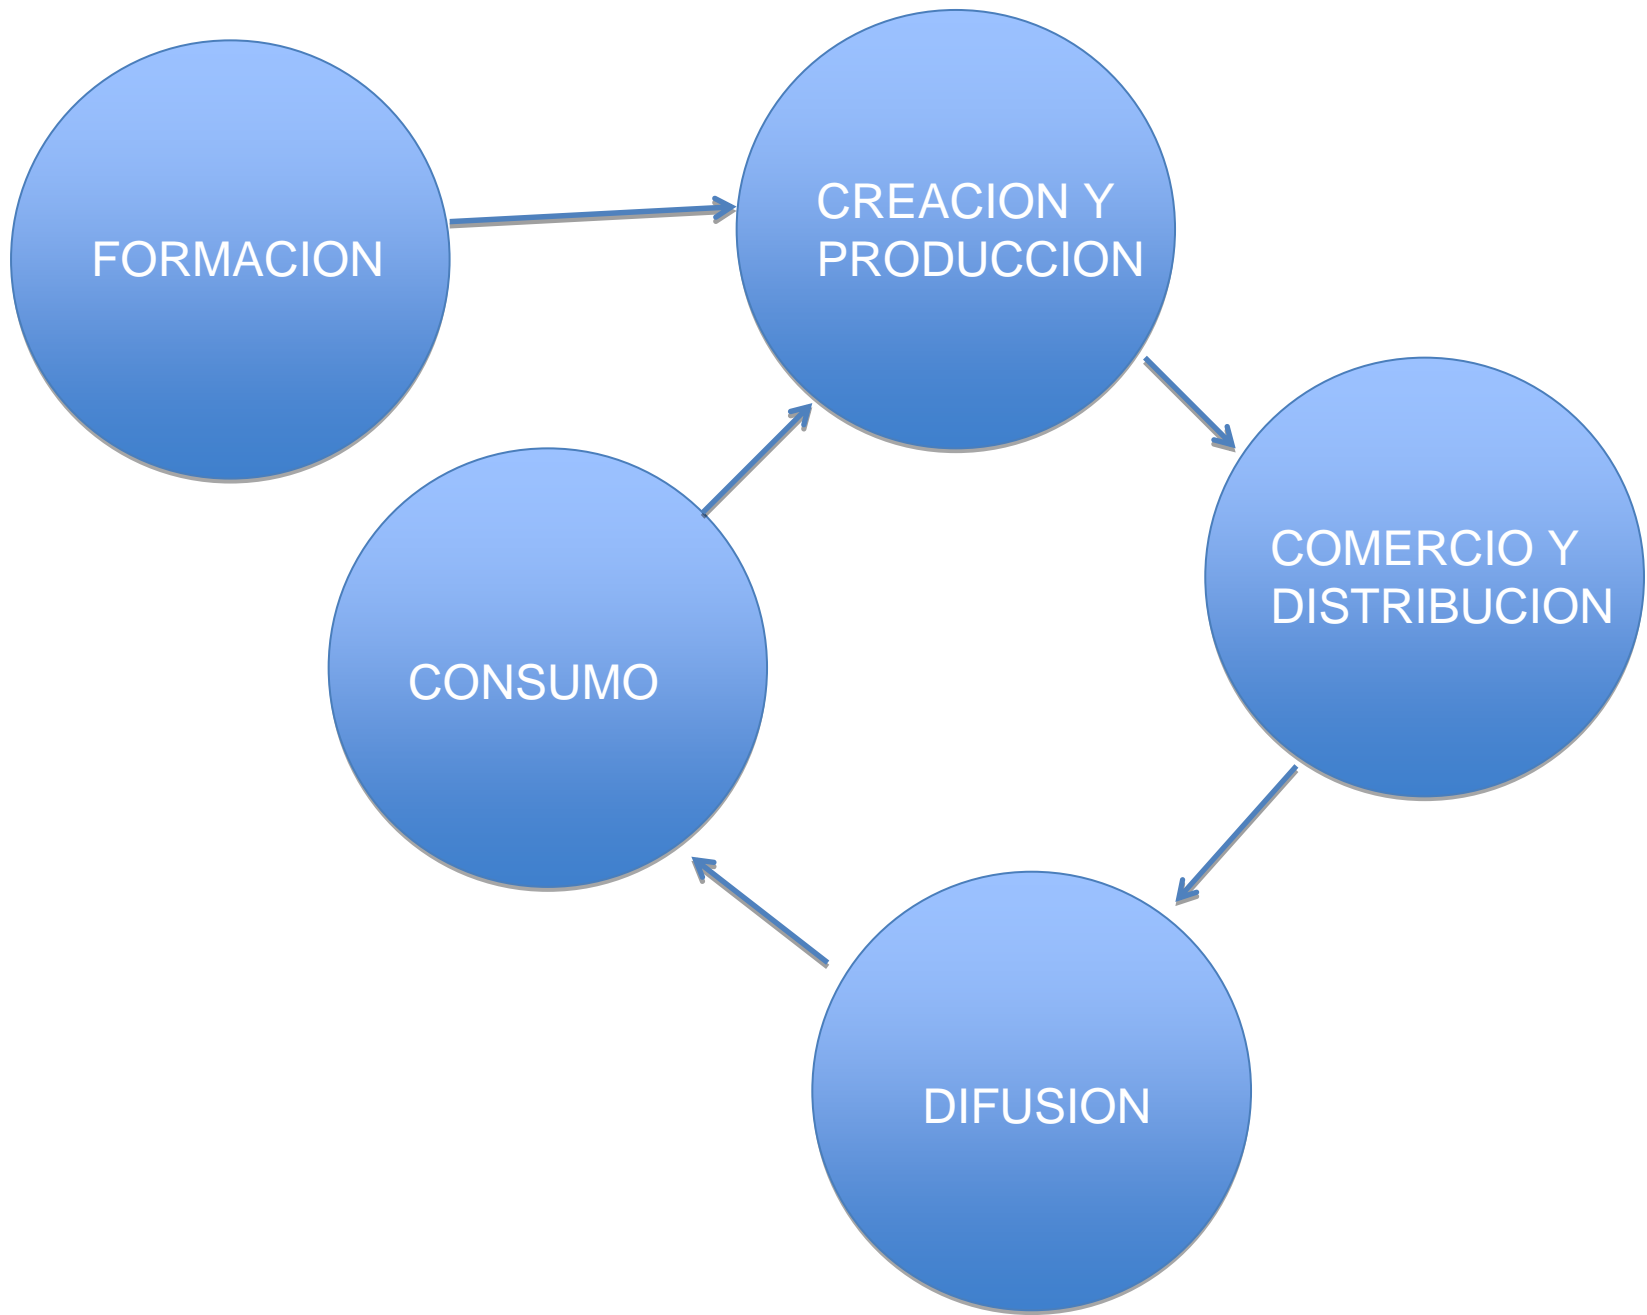 FORMACION
CREACION Y
PRODUCCION
COMERCIO Y
DISTRIBUCION
CONSUMO
DIFUSION